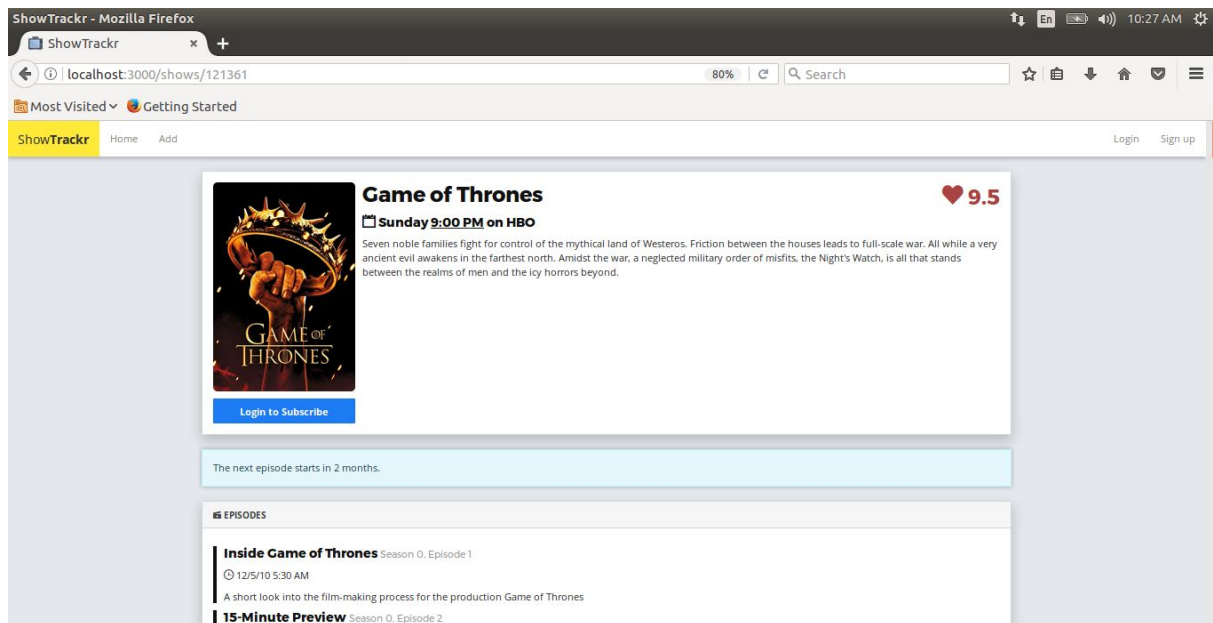 ShowTrackr - Mozilla Firefox
En
10:27 AM
ShowTrackr × +
localhost:3000/shows/121361
80%
Search
Most Visited
Getting Started
ShowTrackr
Home
Add
Login
Sign up
Game of Thrones
9.5
Sunday 9:00 PM on HBO
Seven noble families fight for control of the mythical land of Westeros. Friction between the houses leads to full-scale war. All while a very
ancient evil awakens in the farthest north. Amidst the war, a neglected military order of misfits, the Night's Watch, is all that stands
between the realms of men and the icy horrors beyond.
GAME OF
THRONES
Login to Subscribe
The next episode starts in 2 months.
EPISODES
Inside Game of Thrones Season 0, Episode 1
12/5/10 5:30 AM
A short look into the film-making process for the production Game of Thrones
15-Minute Preview Season 0, Episode 2